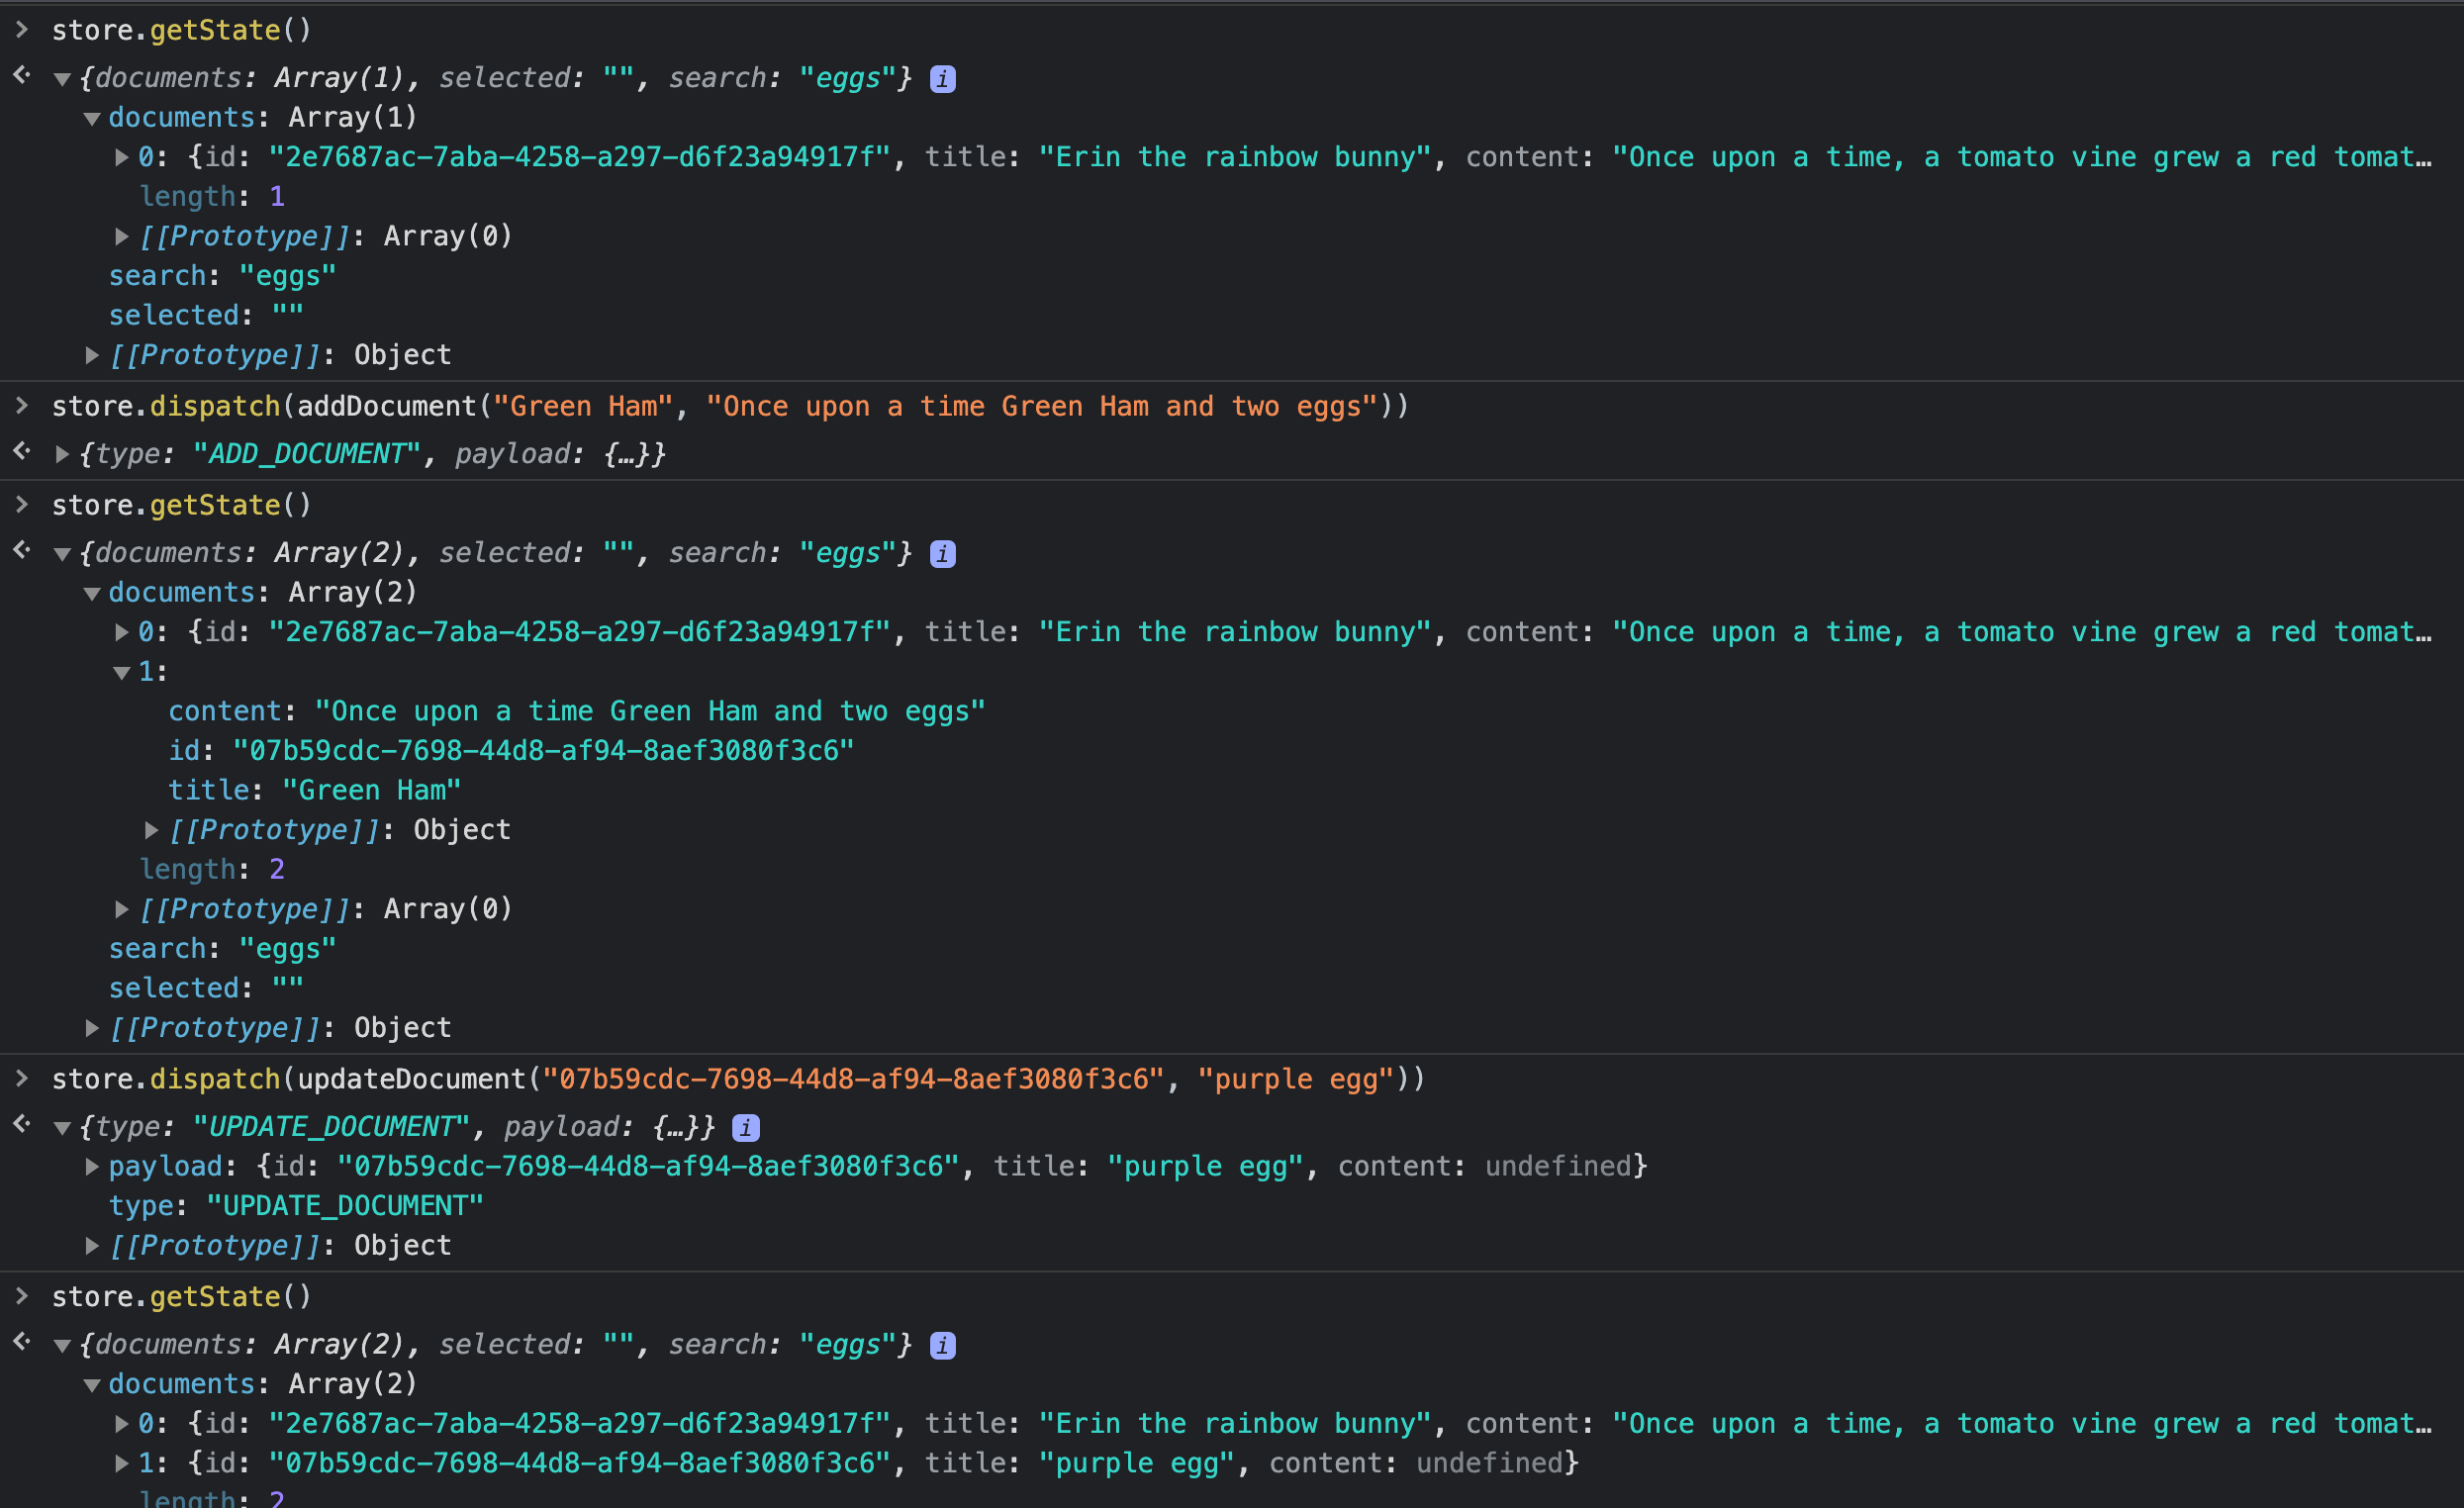 > store.getState()
{documents: Array(1), selected: "", search: "eggs"} i
documents: Array(1)
0: {id: "2e7687ac-7aba-4258-a297-d6f23a94917f", title: "Erin the rainbow bunny", content: "Once upon a time, a tomato vine grew a red tomat…
length: 1
[[Prototype]]: Array(0)
search: "eggs"
selected: ""
[[Prototype]]: Object
> store.dispatch(addDocument("Green Ham", "Once upon a time Green Ham and two eggs"))
{type: "ADD_DOCUMENT", payload: {…}}
> store.getState()
{documents: Array(2), selected: "", search: "eggs"} i
documents: Array(2)
0: {id: "2e7687ac-7aba-4258-a297-d6f23a94917f", title: "Erin the rainbow bunny", content: "Once upon a time, a tomato vine grew a red tomat…
1:
content: "Once upon a time Green Ham and two eggs"
id: "07b59cdc-7698-44d8-af94-8aef3080f3c6"
title: "Green Ham"
[[Prototype]]: Object
length: 2
[[Prototype]]: Array(0)
search: "eggs"
selected: ""
[[Prototype]]: Object
> store.dispatch(updateDocument("07b59cdc-7698-44d8-af94-8aef3080f3c6", "purple egg"))
{type: "UPDATE_DOCUMENT", payload: {…}} i
payload: {id: "07b59cdc-7698-44d8-af94-8aef3080f3c6", title: "purple egg", content: undefined}
type: "UPDATE_DOCUMENT"
[[Prototype]]: Object
> store.getState()
{documents: Array(2), selected: "", search: "eggs"} i
documents: Array(2)
0: {id: "2e7687ac-7aba-4258-a297-d6f23a94917f", title: "Erin the rainbow bunny", content: "Once upon a time, a tomato vine grew a red tomat…
1: {id: "07b59cdc-7698-44d8-af94-8aef3080f3c6", title: "purple egg", content: undefined}
length: 2